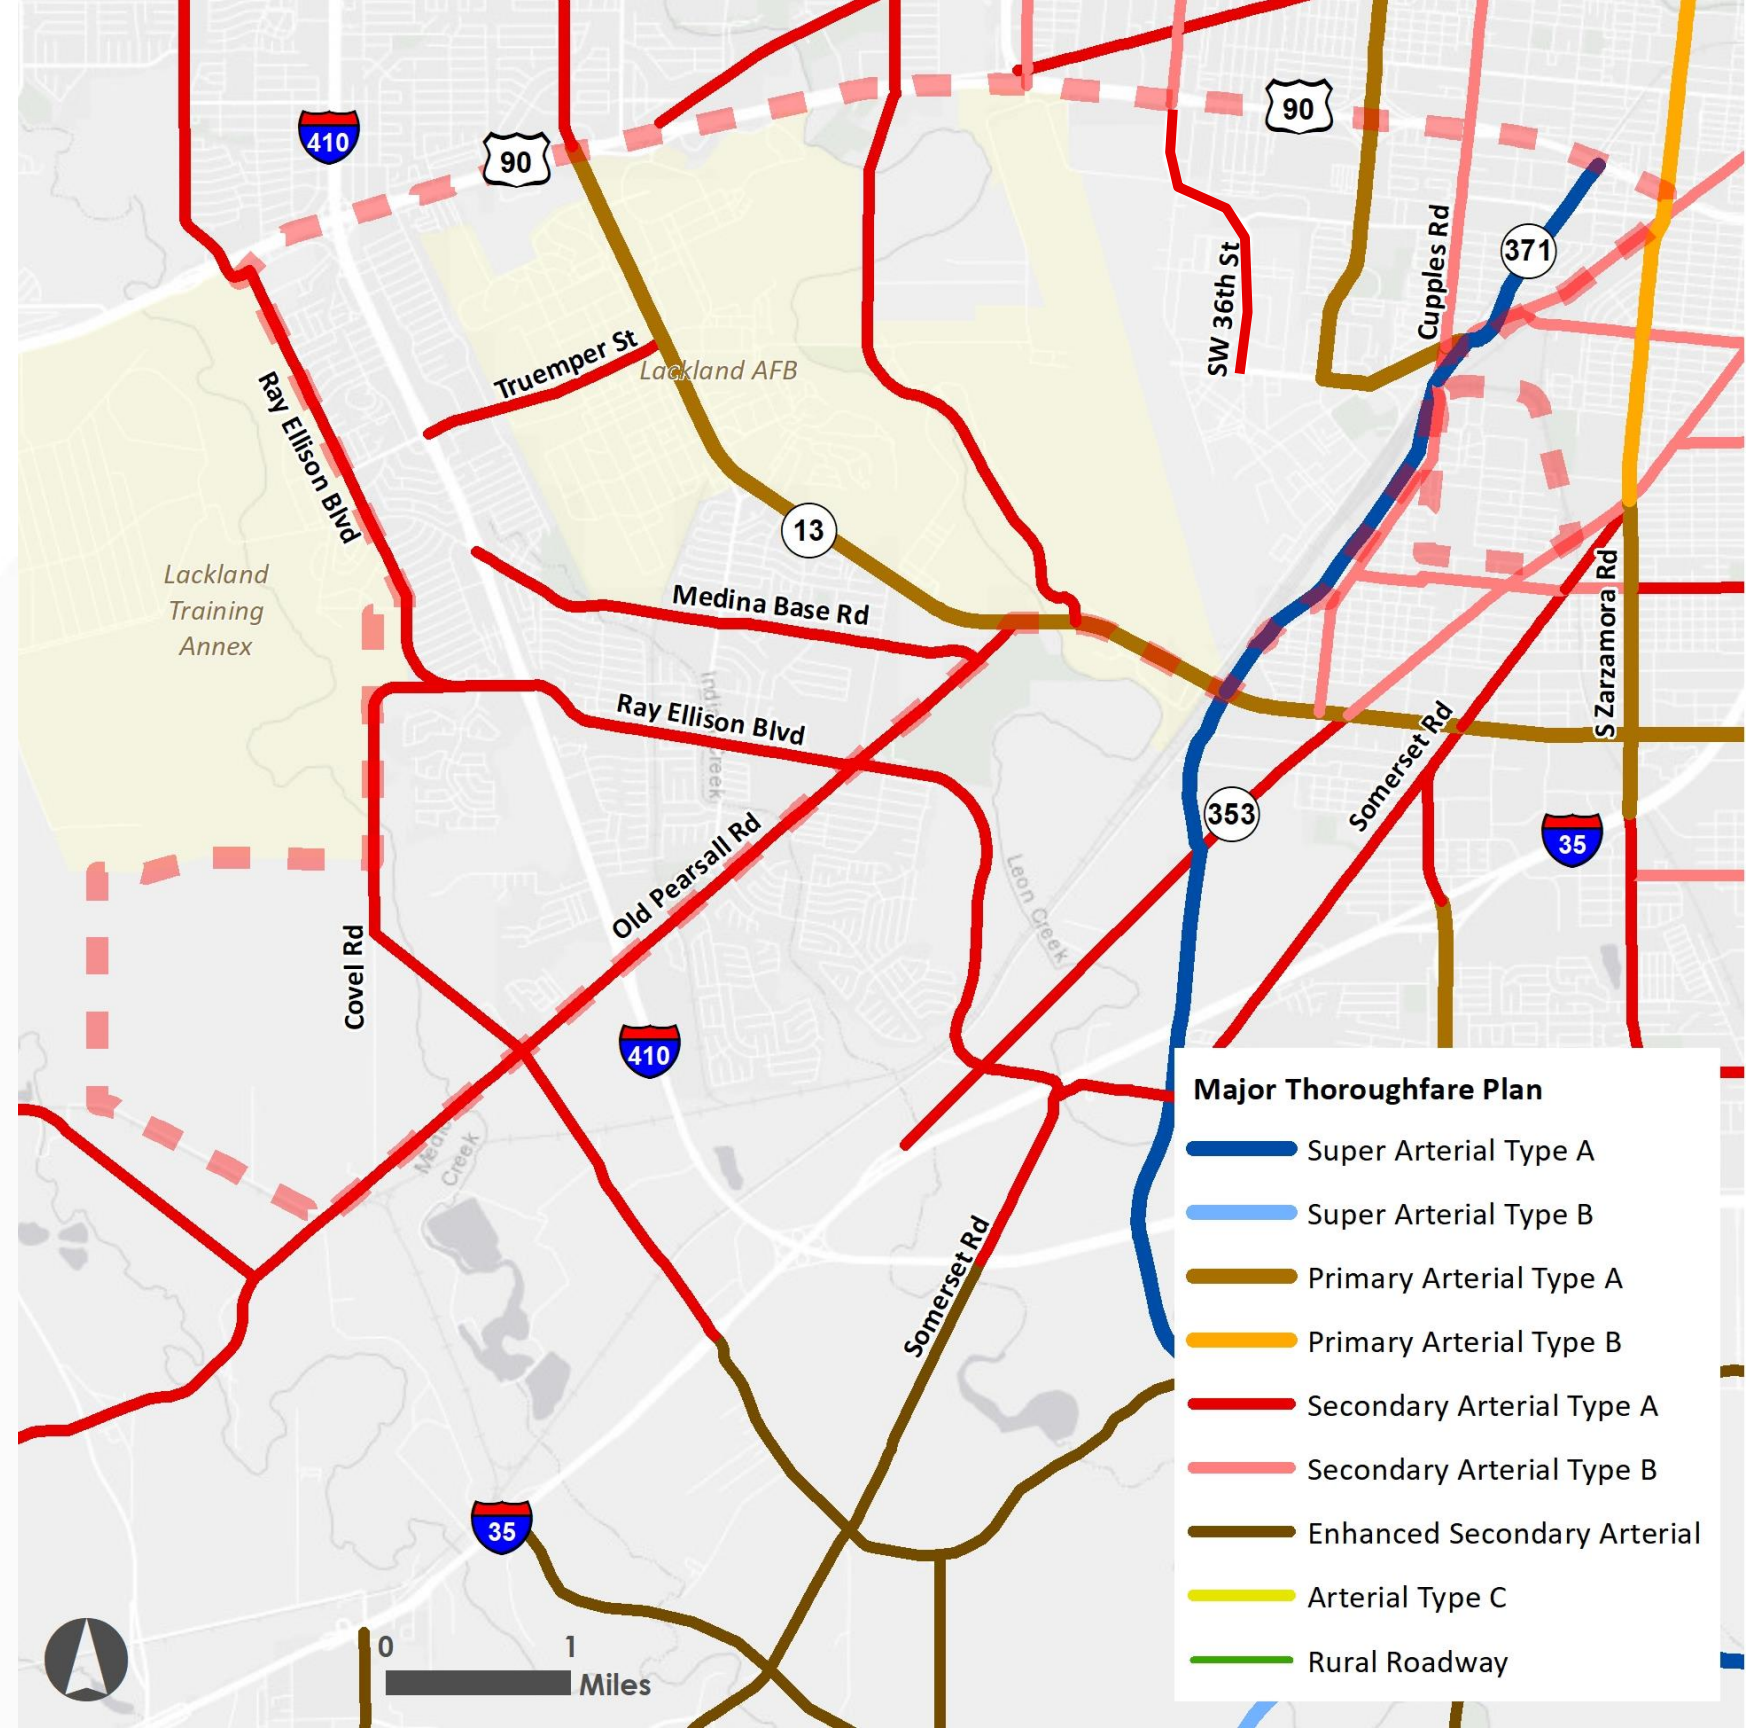 410
90
90
371
Cupples Rd
SW 36th St
Truemper St
Lackland AFB
Ray Ellison Blvd
13
Lackland
Training
Annex
Medina Base Rd
S Zarzamora Rd
Ray Ellison Blvd
Somerset Rd
353
35
Old Pearsall Rd
Leon Creek
Covel Rd
410
Creek
Somerset Rd
35
Major Thoroughfare Plan
Super Arterial Type A
Super Arterial Type B
Primary Arterial Type A
Primary Arterial Type B
Secondary Arterial Type A
Secondary Arterial Type B
Enhanced Secondary Arterial
Arterial Type C
Rural Roadway
0 1
Miles